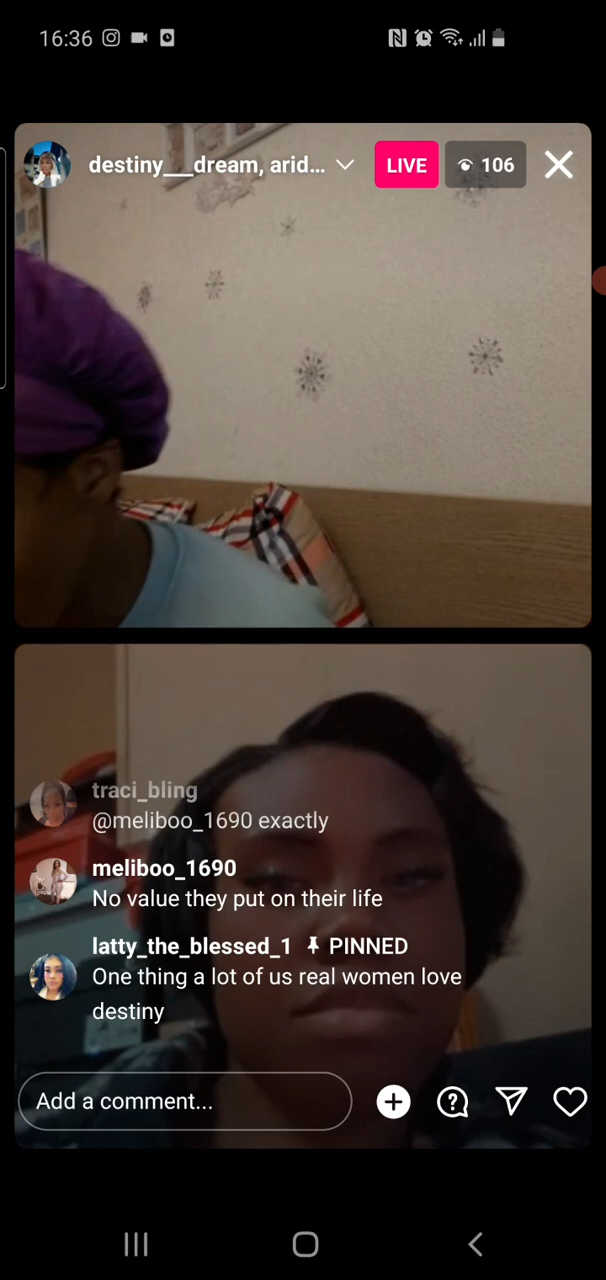 16:36
destiny___dream, arid...
LIVE
106
traci_bling
@meliboo_1690 exactly
meliboo_1690
No value they put on their life
latty_the_blessed_1 PINNED
One thing a lot of us real women love
destiny
Add a comment...